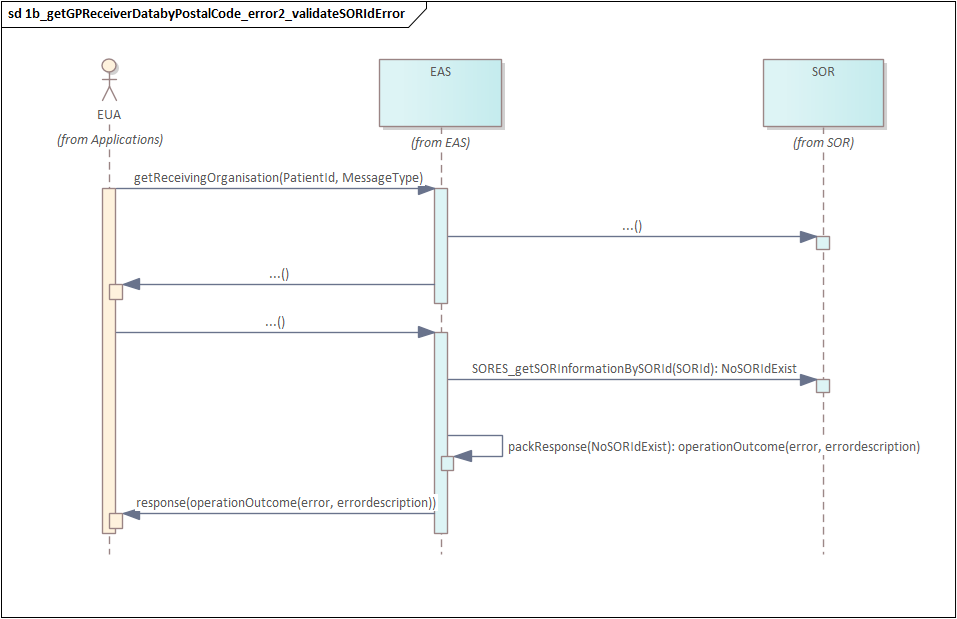 sd 1b_getGPReceiverDatabyPostalCode_error2_validateSORIdError
EAS
SOR
EUA
(from Applications)
(from EAS)
(from SOR)
getReceivingOrganisation(PatientId, MessageType)
...()
...()
...()
SORES_getSORInformationBySORId(SORId): NoSORIdExist
packResponse(NoSORIdExist): operationOutcome(error, errordescription)
response(operationOutcome(error, errordescription))